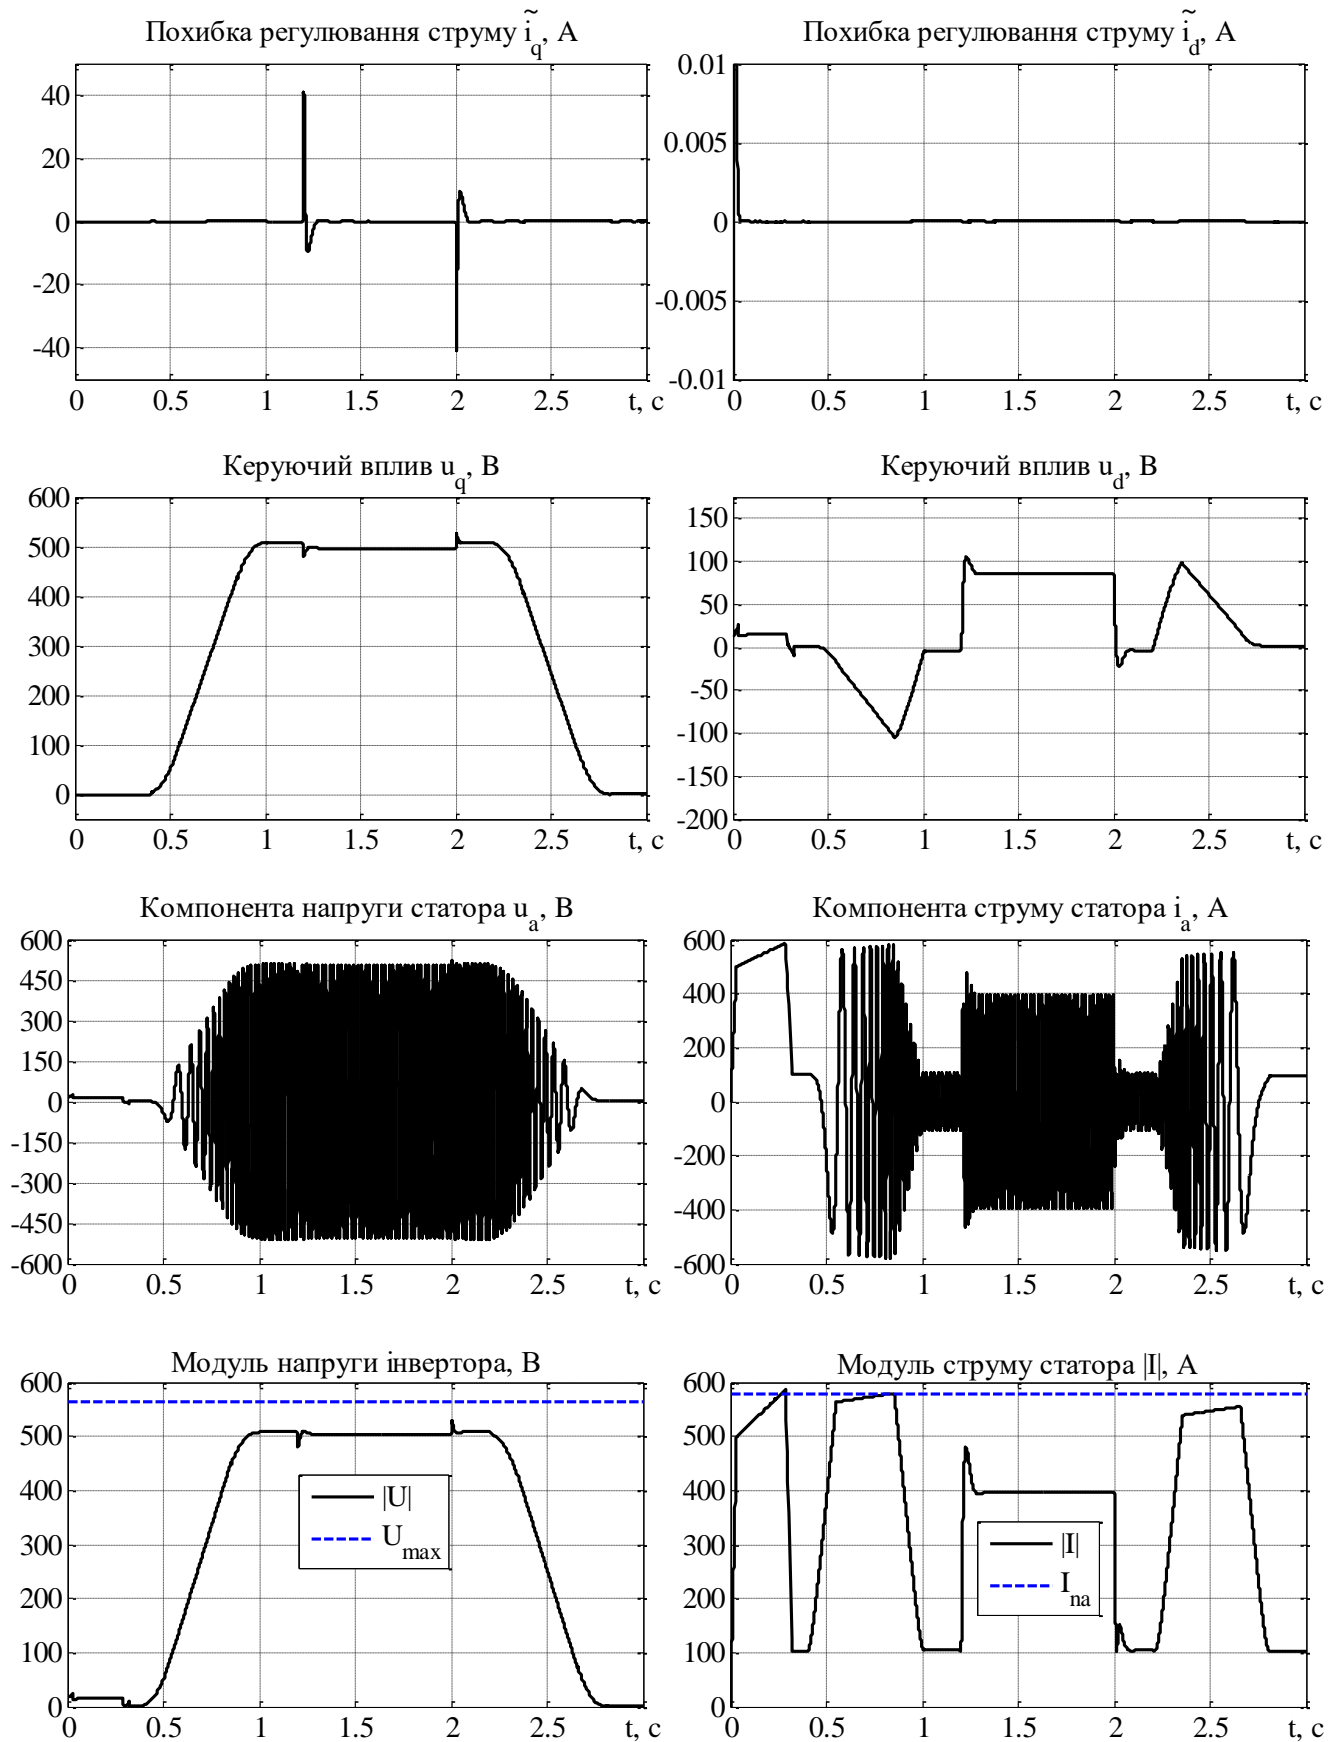 Похибка регулювання струму ĩ_q, А
40
20
0
-20
-40
0 0.5 1 1.5 2 2.5 t, с
Похибка регулювання струму ĩ_d, А
0.01
0.005
0
-0.005
-0.01
0 0.5 1 1.5 2 2.5 t, с
Керуючий вплив u_q, В
600
500
400
300
200
100
0
0 0.5 1 1.5 2 2.5 t, с
Керуючий вплив u_d, В
150
100
50
0
-50
-100
-150
-200
0 0.5 1 1.5 2 2.5 t, с
Компонента напруги статора u_a, В
600
450
300
150
0
-150
-300
-450
-600
0 0.5 1 1.5 2 2.5 t, с
Компонента струму статора i_a, А
600
400
200
0
-200
-400
-600
0 0.5 1 1.5 2 2.5 t, с
Модуль напруги інвертора, В
600
500
400
300
200
100
0
|U|
U_max
0 0.5 1 1.5 2 2.5 t, с
Модуль струму статора |I|, А
600
500
400
300
200
100
0
|I|
I_na
0 0.5 1 1.5 2 2.5 t, с